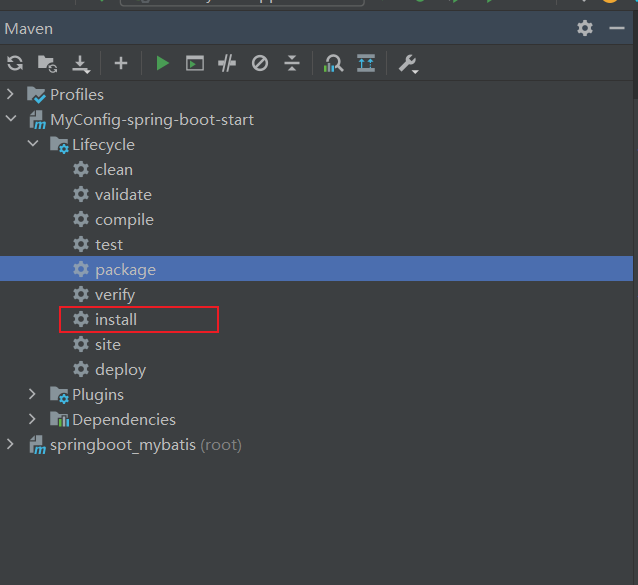 Maven
Profiles
MyConfig-spring-boot-start
Lifecycle
clean
validate
compile
test
package
verify
install
site
deploy
Plugins
Dependencies
springboot_mybatis (root)